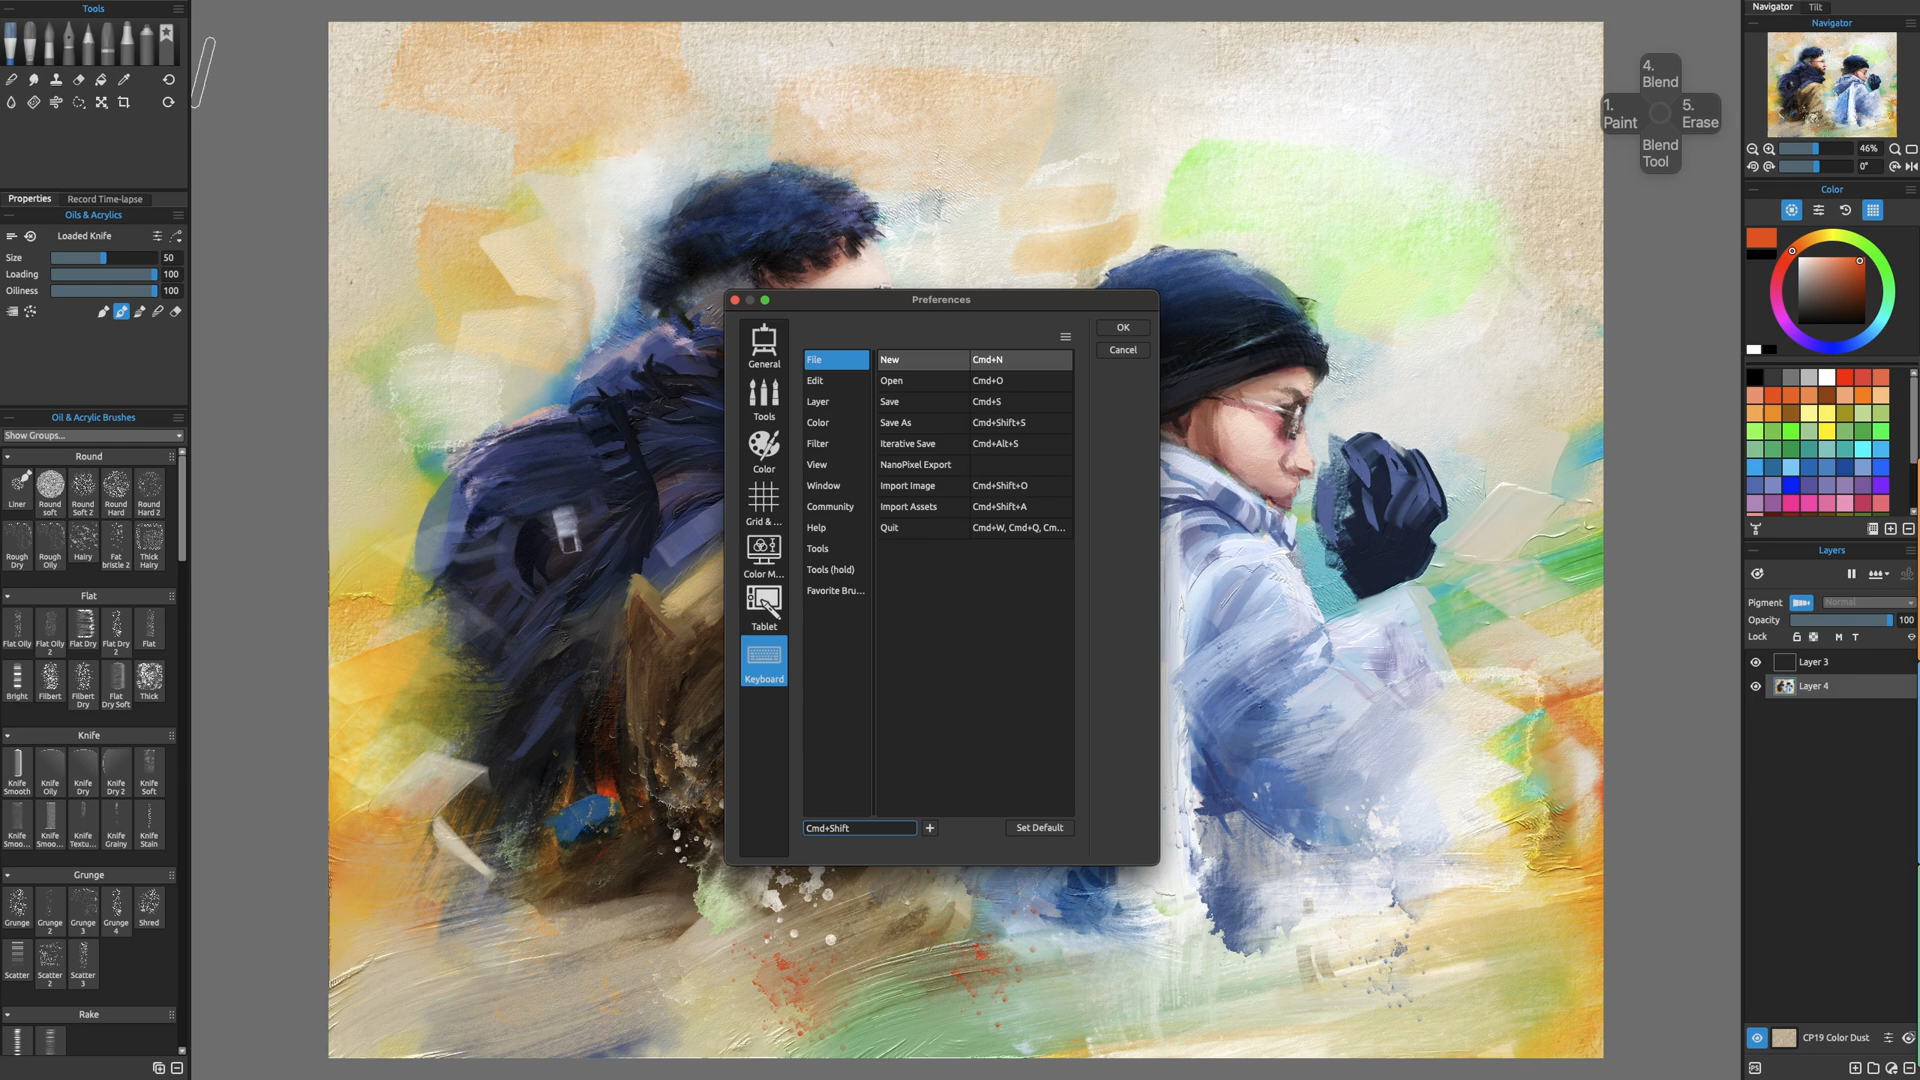 Tools
Properties
Record Time-lapse
Oils & Acrylics
Loaded Knife
Size 50
Loading 100
Oiliness 100
Oil & Acrylic Brushes
Show Groups...
Round
Liner
Round soft
Round Soft 2
Round Hard
Round Hard 2
Rough Dry
Rough Oily
Hairy
Fat bristle 2
Thick Hairy
Flat
Flat Oily
Flat Oily 2
Flat Dry
Flat Dry 2
Flat
Bright
Filbert
Filbert Dry
Flat Dry Soft
Thick
Knife
Knife Smooth
Knife Oily
Knife Dry
Knife Dry 2
Knife Soft
Knife Smoo...
Knife Smoo...
Knife Textu...
Knife Grainy
Knife Stain
Grunge
Grunge
Grunge 2
Grunge 3
Grunge 4
Shred
Scatter
Scatter 2
Scatter 3
Rake
4.
Blend
1.
Paint
5.
Erase
Blend
Tool
Preferences
General
Tools
Color
Grid & ...
Color M...
Tablet
Keyboard
OK
Cancel
File
Edit
Layer
Color
Filter
View
Window
Community
Help
Tools
Tools (hold)
Favorite Bru...
New Cmd+N
Open Cmd+O
Save Cmd+S
Save As Cmd+Shift+S
Iterative Save Cmd+Alt+S
NanoPixel Export
Import Image Cmd+Shift+O
Import Assets Cmd+Shift+A
Quit Cmd+W, Cmd+Q, Cm...
Cmd+Shift
+
Set Default
Navigator
Tilt
Navigator
46%
0°
Color
Layers
Pigment
Normal
Opacity 100
Lock M T
Layer 3
Layer 4
CP19 Color Dust
PS